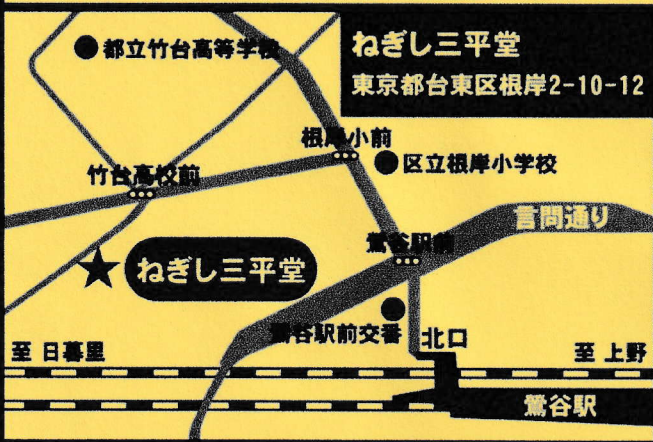 ねぎし三平堂
東京都台東区根岸2-10-12
都立竹台高等学校
根岸小前
区立根岸小学校
竹台高校前
言問通り
鶯谷駅前
ねぎし三平堂
鶯谷駅前交番
北口
至 日暮里
至 上野
鶯谷駅